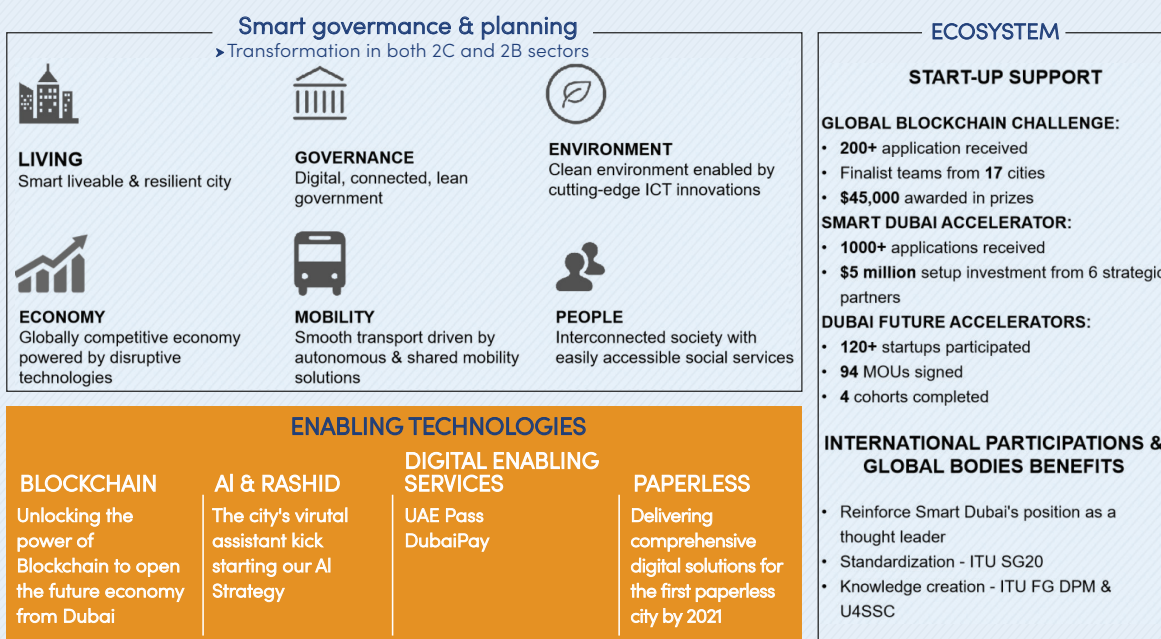 Smart govermance & planning
➤Transformation in both 2C and 2B sectors
LIVING
Smart liveable & resilient city
GOVERNANCE
Digital, connected, lean
government
ENVIRONMENT
Clean environment enabled by
cutting-edge ICT innovations
ECONOMY
Globally competitive economy
powered by disruptive
technologies
MOBILITY
Smooth transport driven by
autonomous & shared mobility
solutions
PEOPLE
Interconnected society with
easily accessible social services
ENABLING TECHNOLOGIES
BLOCKCHAIN
Unlocking the
power of
Blockchain to open
the future economy
from Dubai
AI & RASHID
The city's virutal
assistant kick
starting our AI
Strategy
DIGITAL ENABLING
SERVICES
UAE Pass
DubaiPay
PAPERLESS
Delivering
comprehensive
digital solutions for
the first paperless
city by 2021
ECOSYSTEM
START-UP SUPPORT
GLOBAL BLOCKCHAIN CHALLENGE:
• 200+ application received
• Finalist teams from 17 cities
• $45,000 awarded in prizes
SMART DUBAI ACCELERATOR:
• 1000+ applications received
• $5 million setup investment from 6 strategic
partners
DUBAI FUTURE ACCELERATORS:
• 120+ startups participated
• 94 MOUs signed
• 4 cohorts completed
INTERNATIONAL PARTICIPATIONS &
GLOBAL BODIES BENEFITS
• Reinforce Smart Dubai's position as a
thought leader
• Standardization - ITU SG20
• Knowledge creation - ITU FG DPM &
U4SSC